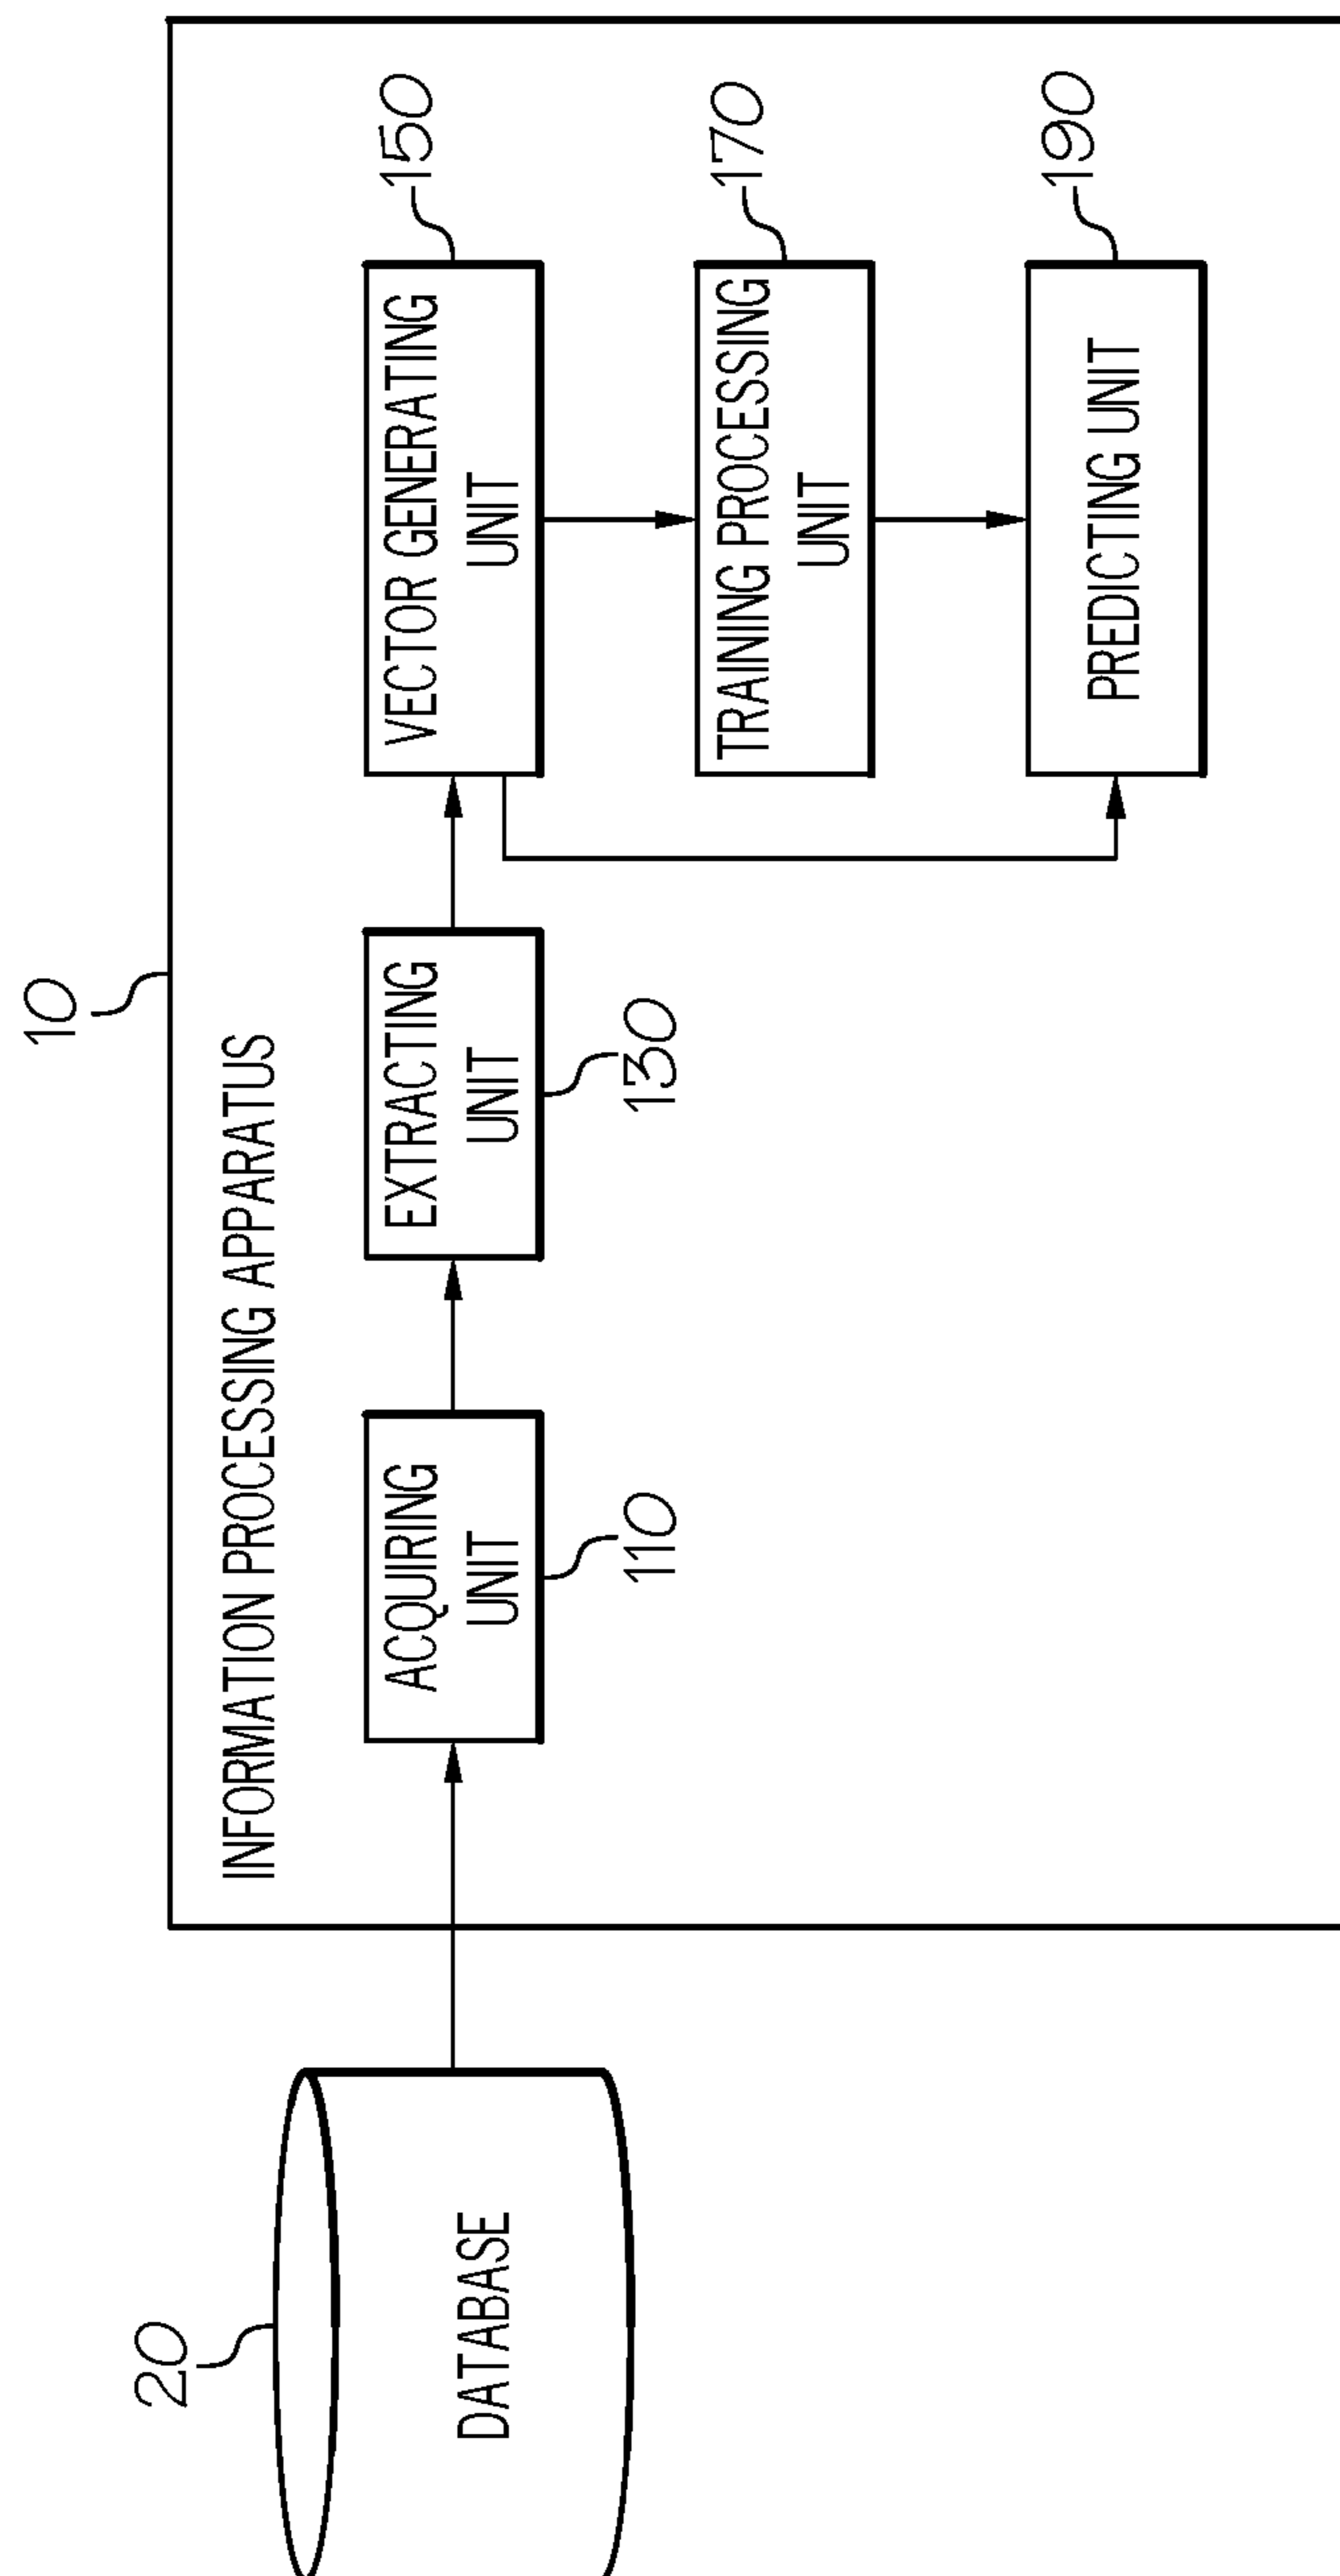 10
INFORMATION PROCESSING APPARATUS
20
DATABASE
ACQUIRING
UNIT
110
EXTRACTING
UNIT
130
VECTOR GENERATING
UNIT
150
TRAINING PROCESSING
UNIT
170
PREDICTING UNIT
190